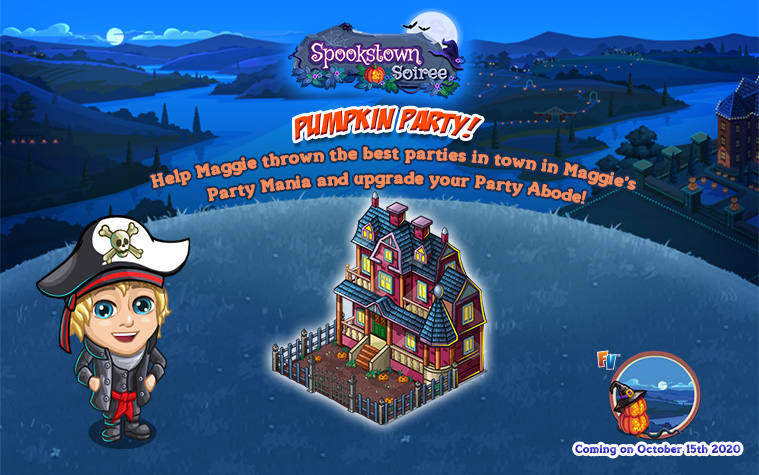 Spookstown
Soiree
PUMPKIN PARTY!
Help Maggie thrown the best parties in town in Maggie's
Party Mania and upgrade your Party Abode!
FV
Coming on October 15th 2020